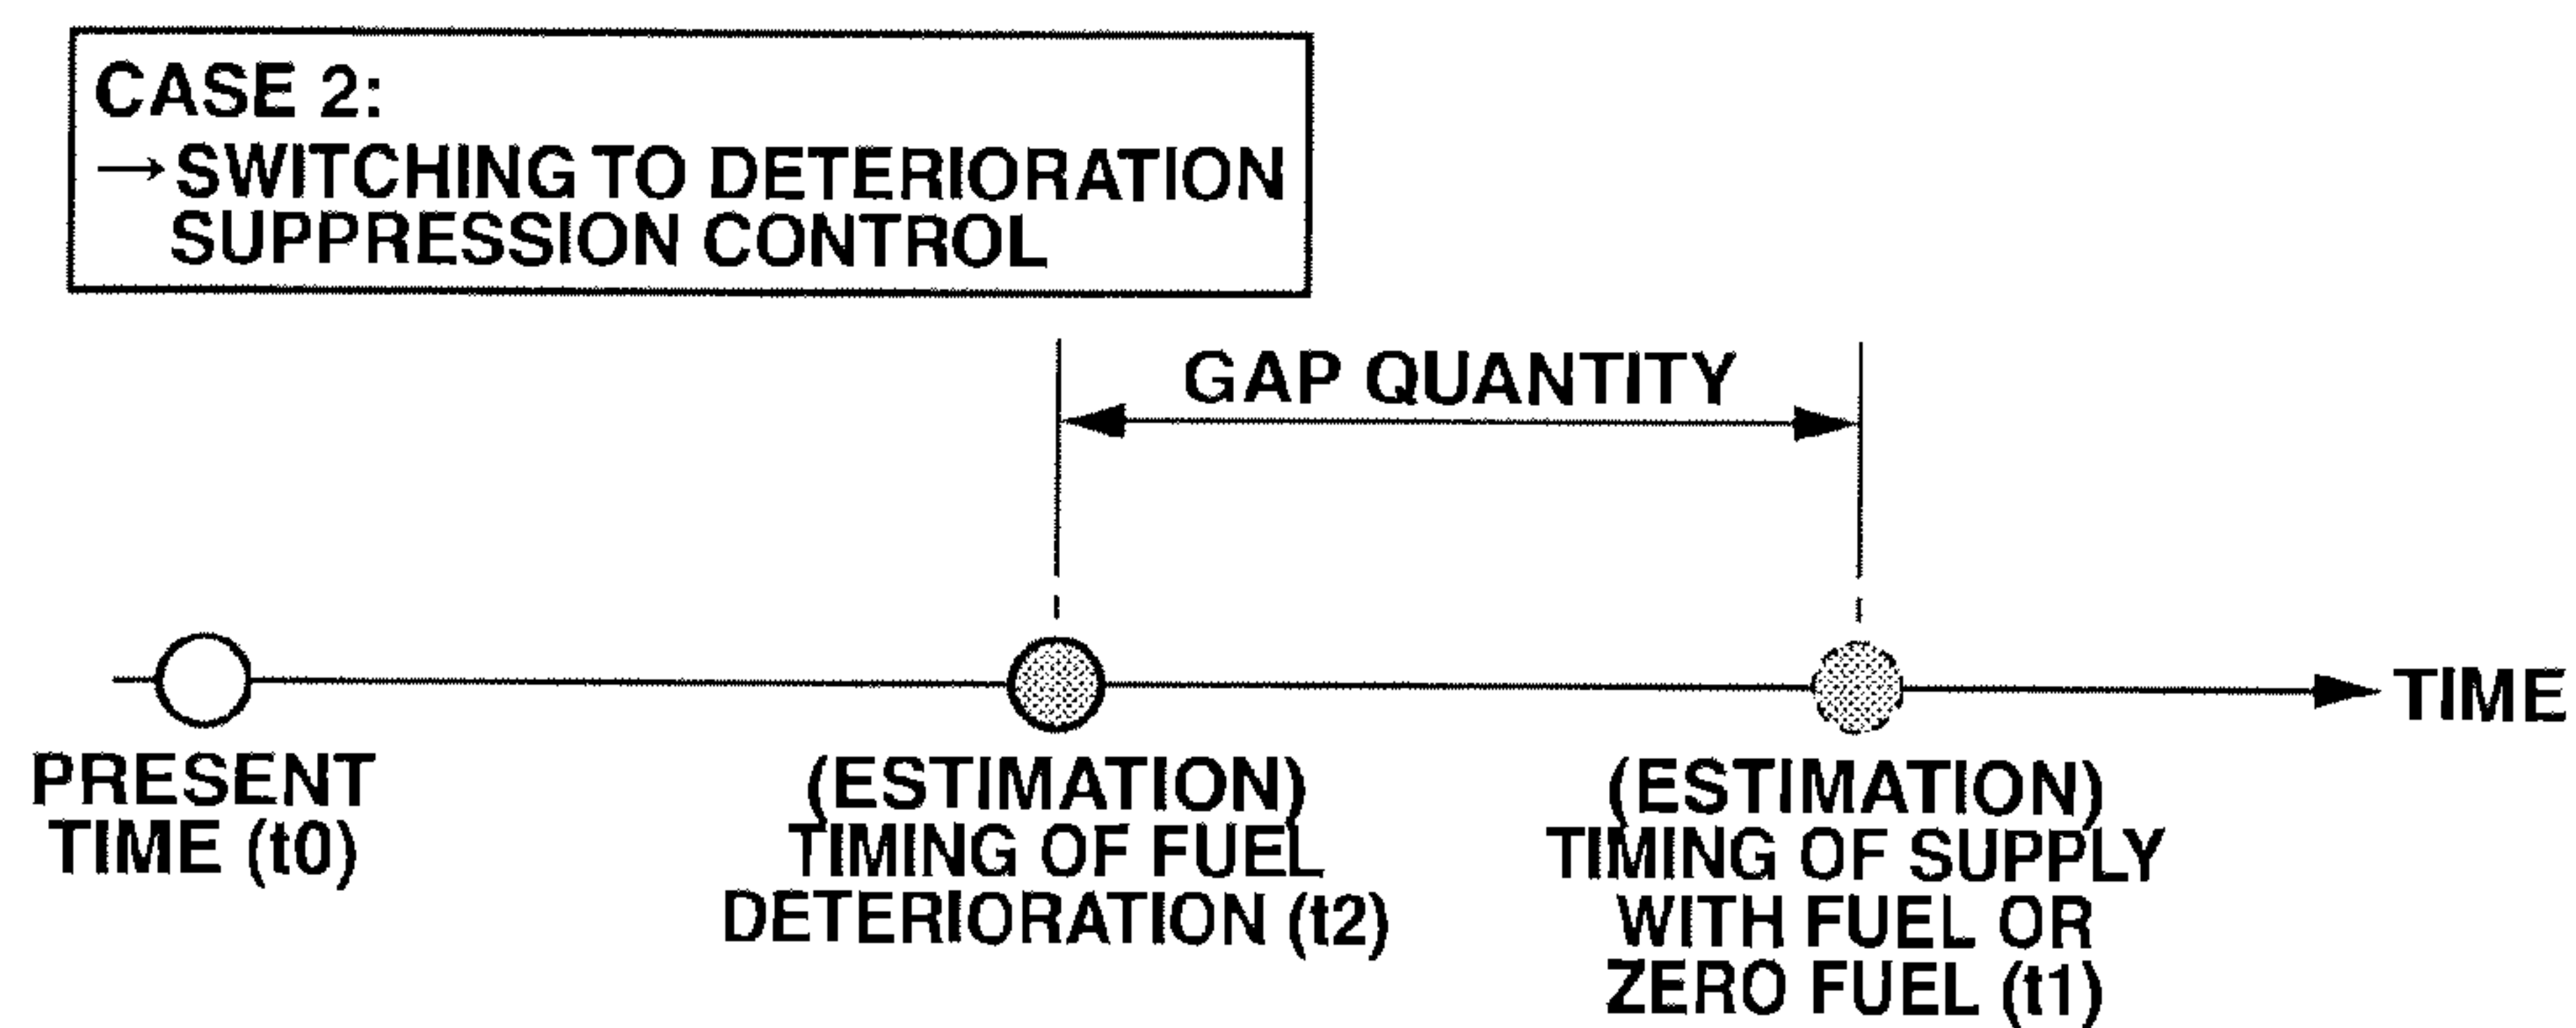 CASE 2:
→SWITCHING TO DETERIORATION
SUPPRESSION CONTROL
GAP QUANTITY
TIME
PRESENT
TIME (t0)
(ESTIMATION)
TIMING OF FUEL
DETERIORATION (t2)
(ESTIMATION)
TIMING OF SUPPLY
WITH FUEL OR
ZERO FUEL (t1)